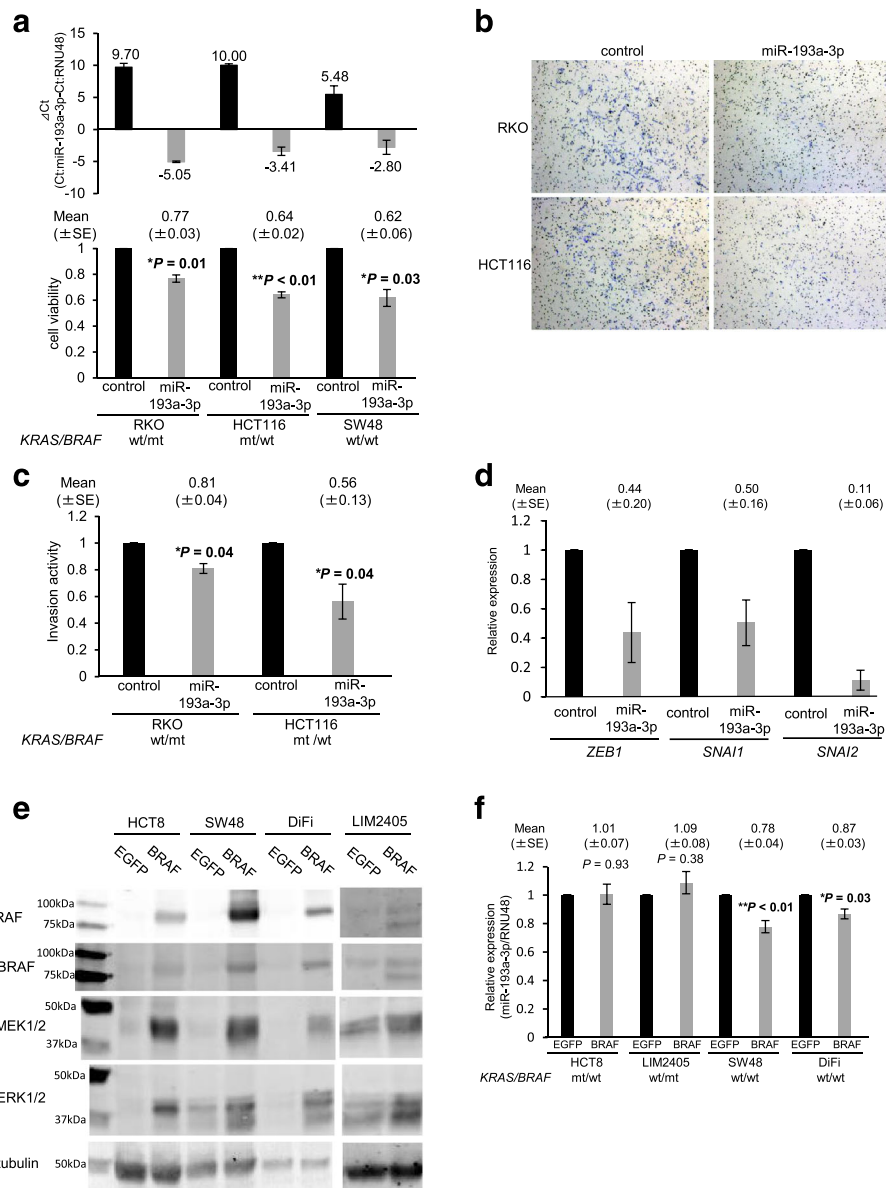 a
⊿Ct
(Ct:miR-193a-3p-Ct:RNU48)
15
10
5
0
-5
-10
9.70
-5.05
10.00
-3.41
5.48
-2.80
Mean
(±SE)
0.77
(±0.03)
0.64
(±0.02)
0.62
(±0.06)
cell viability
1
0.8
0.6
0.4
0.2
0
*P = 0.01
**P < 0.01
*P = 0.03
control miR-193a-3p control miR-193a-3p control miR-193a-3p
RKO HCT116 SW48
KRAS/BRAF wt/mt mt/wt wt/wt
b
control miR-193a-3p
RKO
HCT116
c
Mean
(±SE)
0.81
(±0.04)
0.56
(±0.13)
Invasion activity
1.2
1
0.8
0.6
0.4
0.2
0
*P = 0.04
*P = 0.04
control miR-193a-3p control miR-193a-3p
RKO HCT116
KRAS/BRAF wt/mt mt /wt
d
Mean
(±SE)
0.44
(±0.20)
0.50
(±0.16)
0.11
(±0.06)
Relative expression
1.2
1
0.8
0.6
0.4
0.2
0
control miR-193a-3p control miR-193a-3p control miR-193a-3p
ZEB1 SNAI1 SNAI2
e
HCT8 SW48 DiFi LIM2405
EGFP BRAF EGFP BRAF EGFP BRAF EGFP BRAF
RAF
100kDa
75kDa
BRAF
100kDa
75kDa
MEK1/2
50kDa
37kDa
ERK1/2
50kDa
37kDa
tubulin 50kDa
f
Mean
(±SE)
1.01
(±0.07)
1.09
(±0.08)
0.78
(±0.04)
0.87
(±0.03)
Relative expression
(miR-193a-3p/RNU48)
1.2
1
0.8
0.6
0.4
0.2
0
P = 0.93
P = 0.38
**P < 0.01
*P = 0.03
EGFP BRAF EGFP BRAF EGFP BRAF EGFP BRAF
HCT8 LIM2405 SW48 DiFi
KRAS/BRAF mt/wt wt/mt wt/wt wt/wt